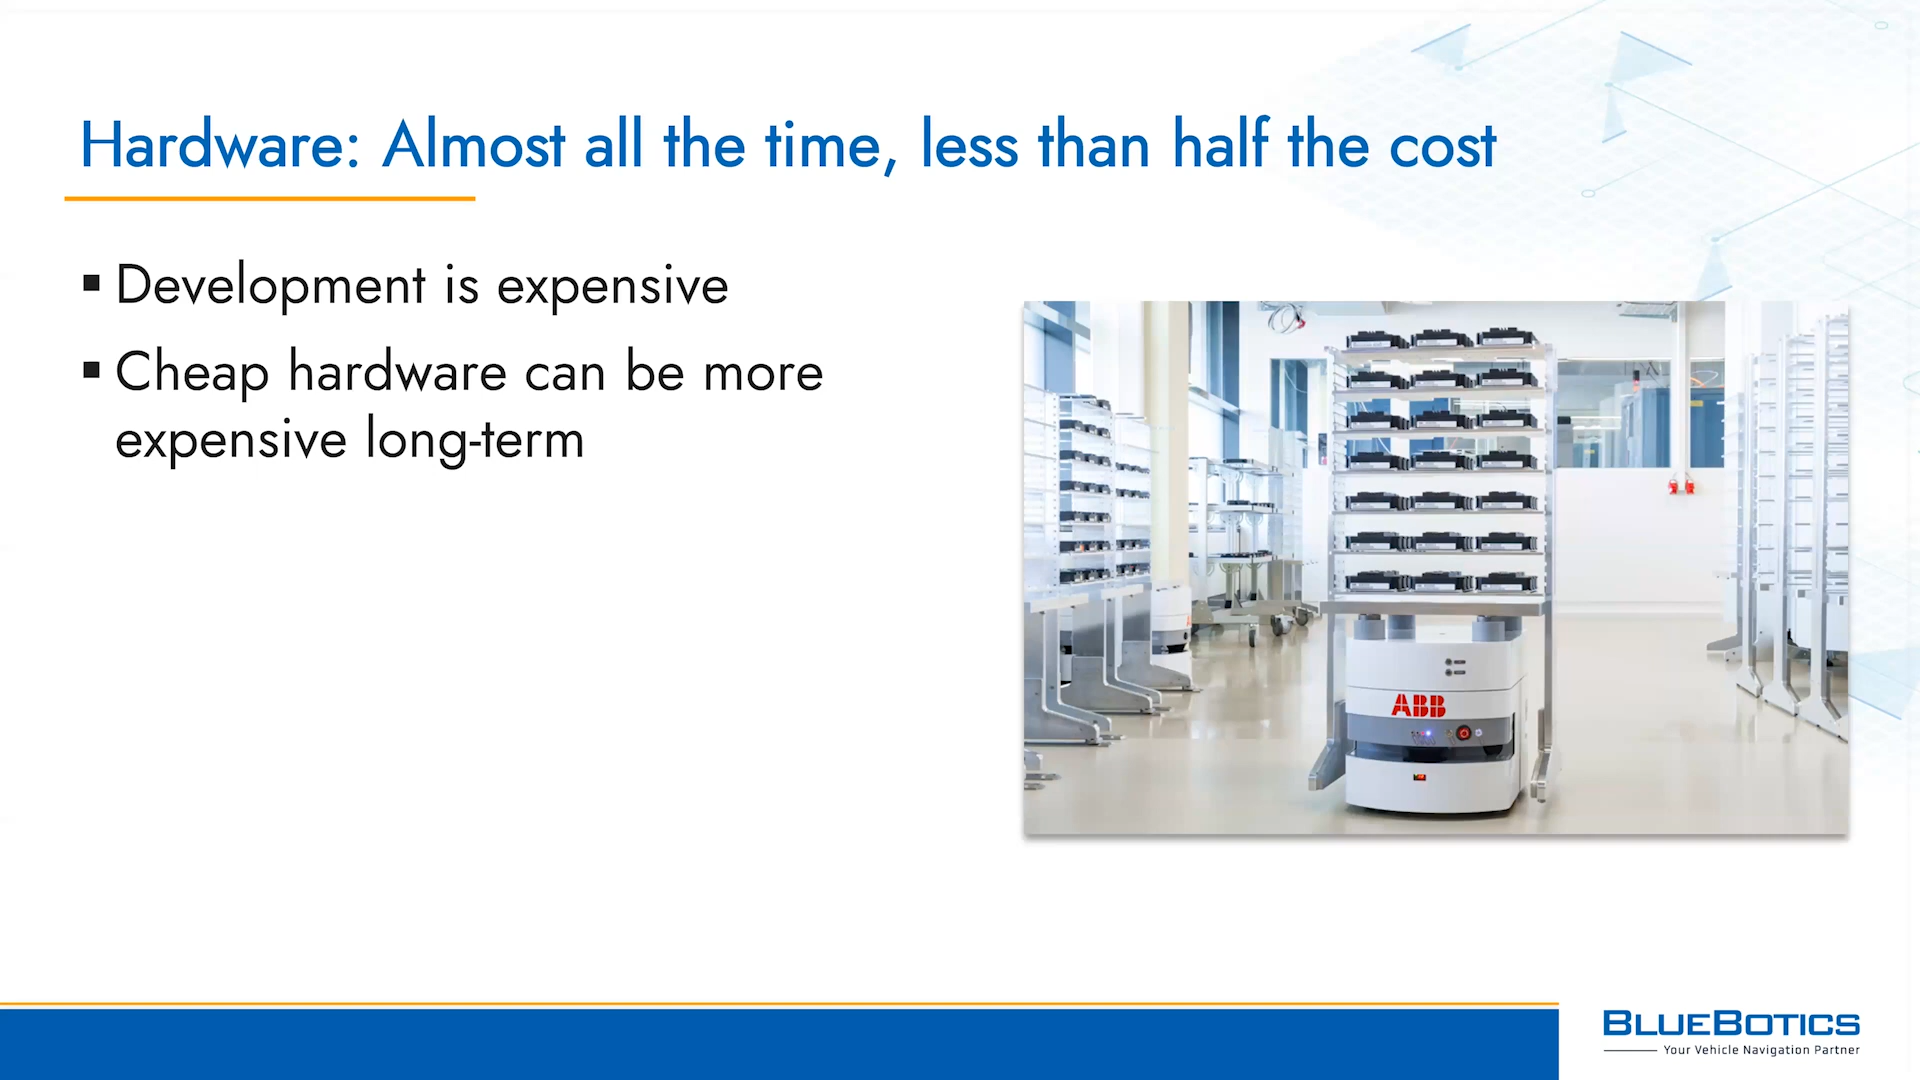 Hardware: Almost all the time, less than half the cost
▪ Development is expensive
▪ Cheap hardware can be more
expensive long-term
ABB
BLUEBOTICS
Your Vehicle Navigation Partner